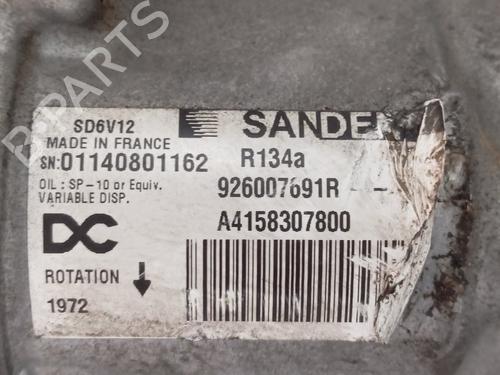 B-PARTS
SD6V12
MADE IN FRANCE
SN:01140801162
OIL : SP-10 or Equiv.
VARIABLE DISP.
DC
ROTATION
1972
SANDEN
R134a
926007691R - -
A4158307800